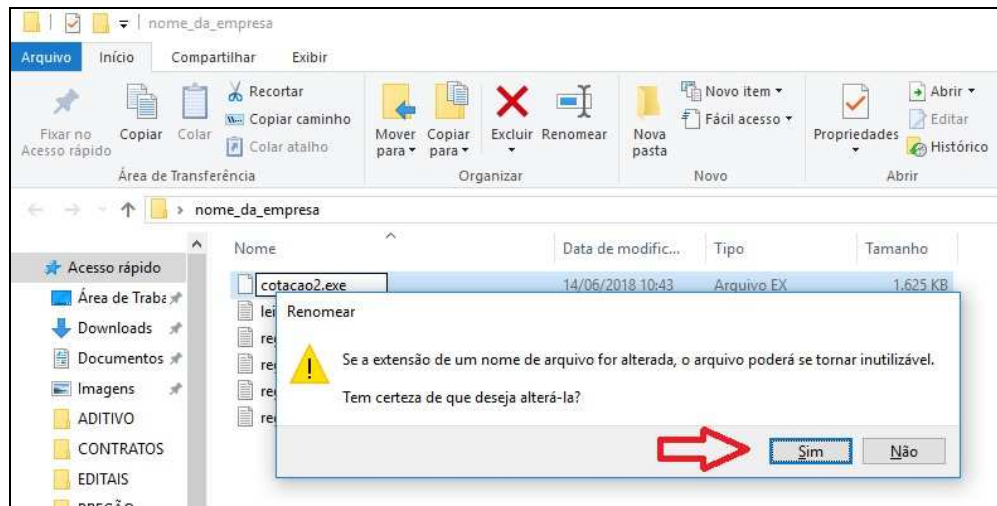 nome_da_empresa
Arquivo Início Compartilhar Exibir
Fixar no Acesso rápido
Copiar
Colar
Recortar
Copiar caminho
Colar atalho
Mover para
Copiar para
Excluir
Renomear
Nova pasta
Novo item
Fácil acesso
Propriedades
Abrir
Editar
Histórico
Área de Transferência Organizar Novo Abrir
nome_da_empresa
Nome Data de modific... Tipo Tamanho
Acesso rápido
Área de Traba
Downloads
Documentos
Imagens
ADITIVO
CONTRATOS
EDITAIS
PREGÃO
cotacao2.exe 14/06/2018 10:43 Arquivo EX 1.625 KB
lei
Renomear
Se a extensão de um nome de arquivo for alterada, o arquivo poderá se tornar inutilizável.
Tem certeza de que deseja alterá-la?
Sim Não